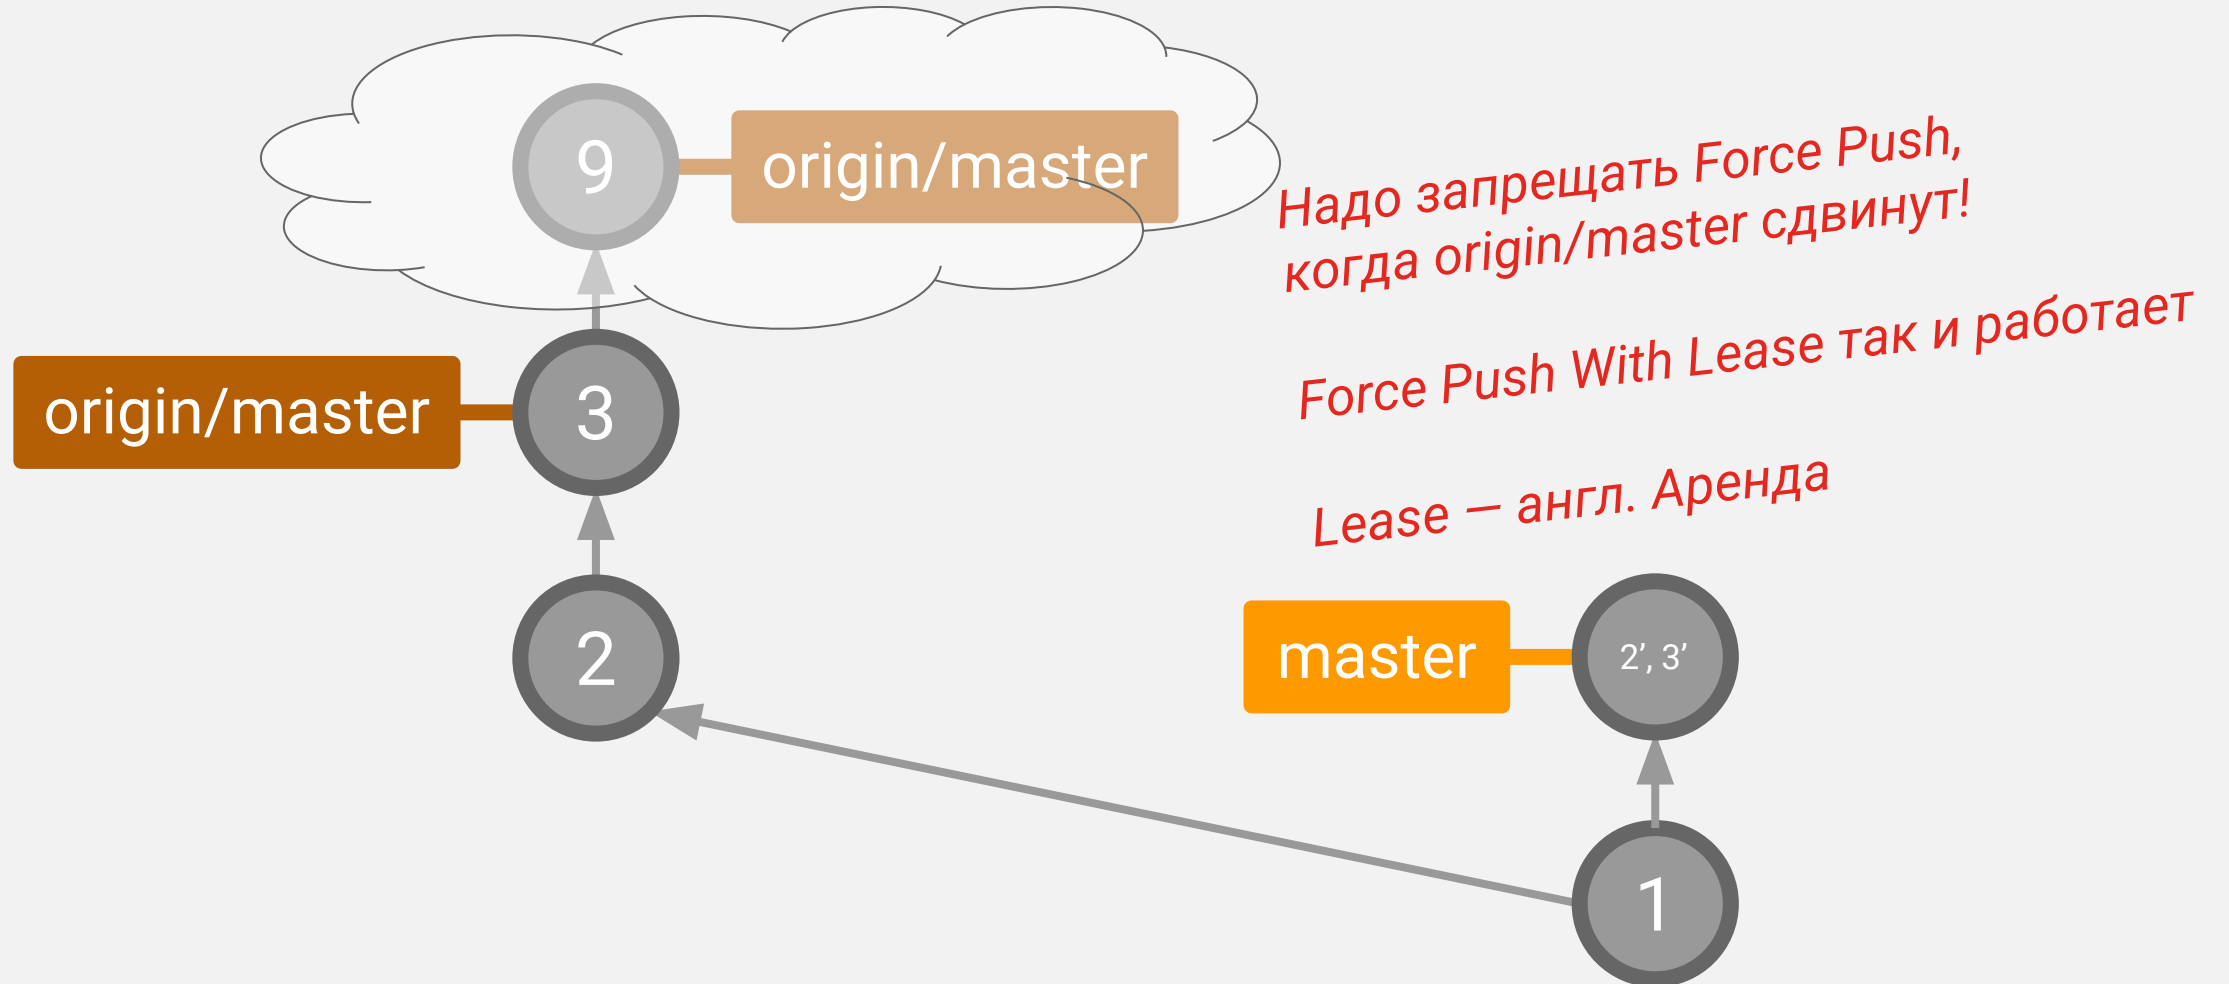 9
origin/master
Надо запрещать Force Push,
когда origin/master сдвинут!
Force Push With Lease так и работает
origin/master
3
Lease — англ. Аренда
2
master
2’, 3’
1